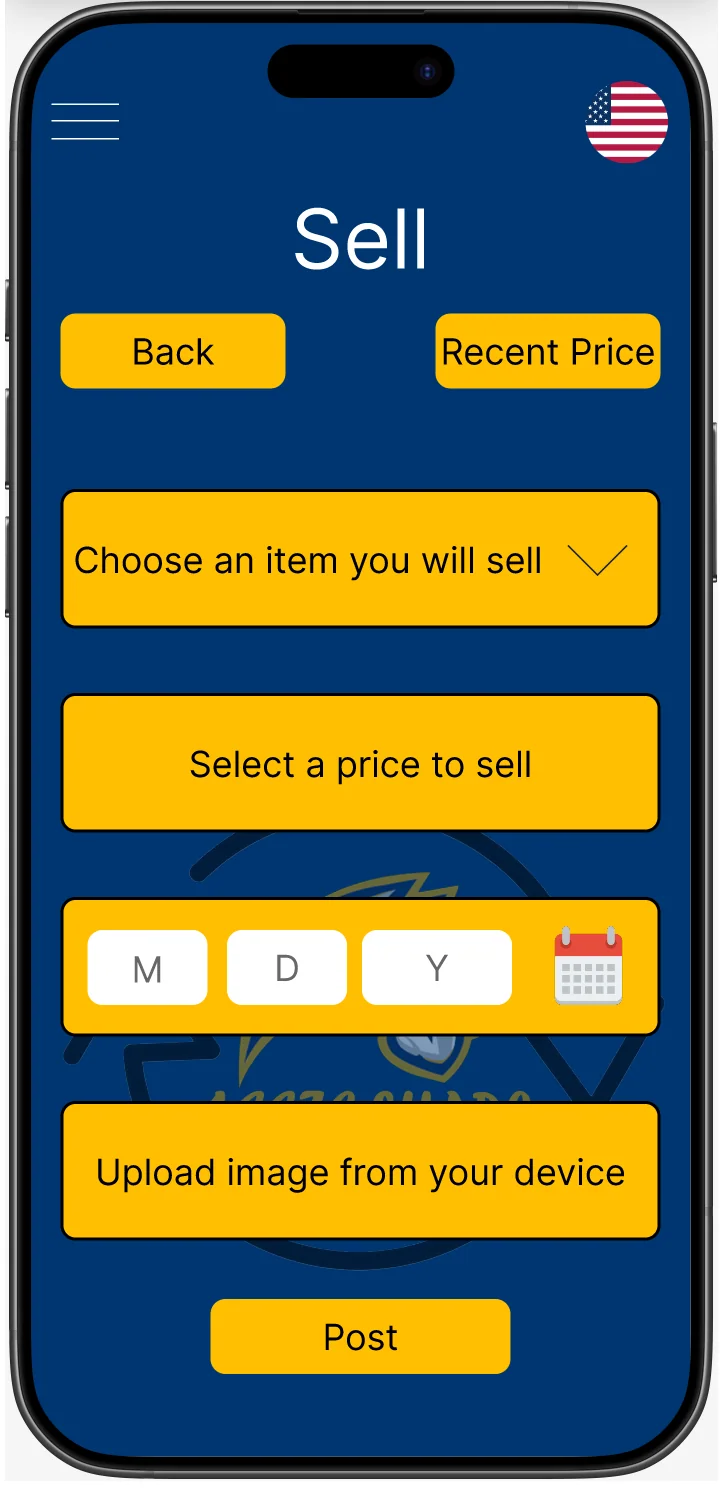 Sell
Back
Recent Price
Choose an item you will sell
Select a price to sell
M
D
Y
Upload image from your device
Post